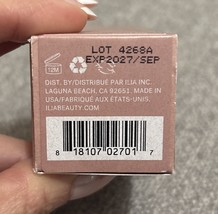 LOT 4268A
EXP2027/SEP
12M
DIST. BY/DISTRIBUÉ PAR ILIA INC.
LAGUNA BEACH, CA 92651. MADE IN
USA/FABRIQUÉ AUX ÉTATS-UNIS.
ILIABEAUTY.COM
8 18107 02701 7